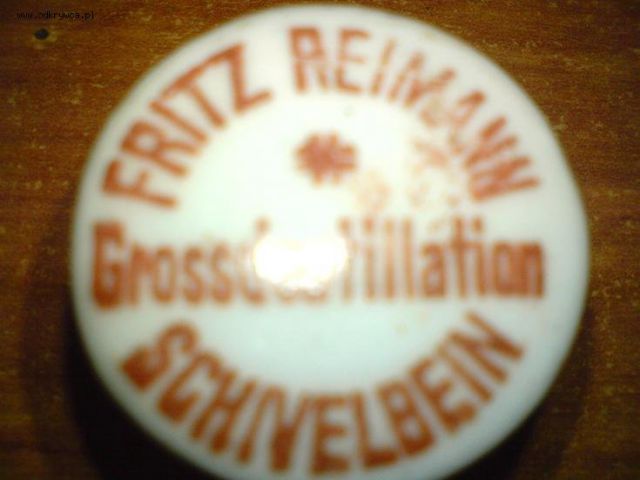 www.odkrywca.pl
FRITZ REIMANN
Grossdestillation
SCHIVELBEIN